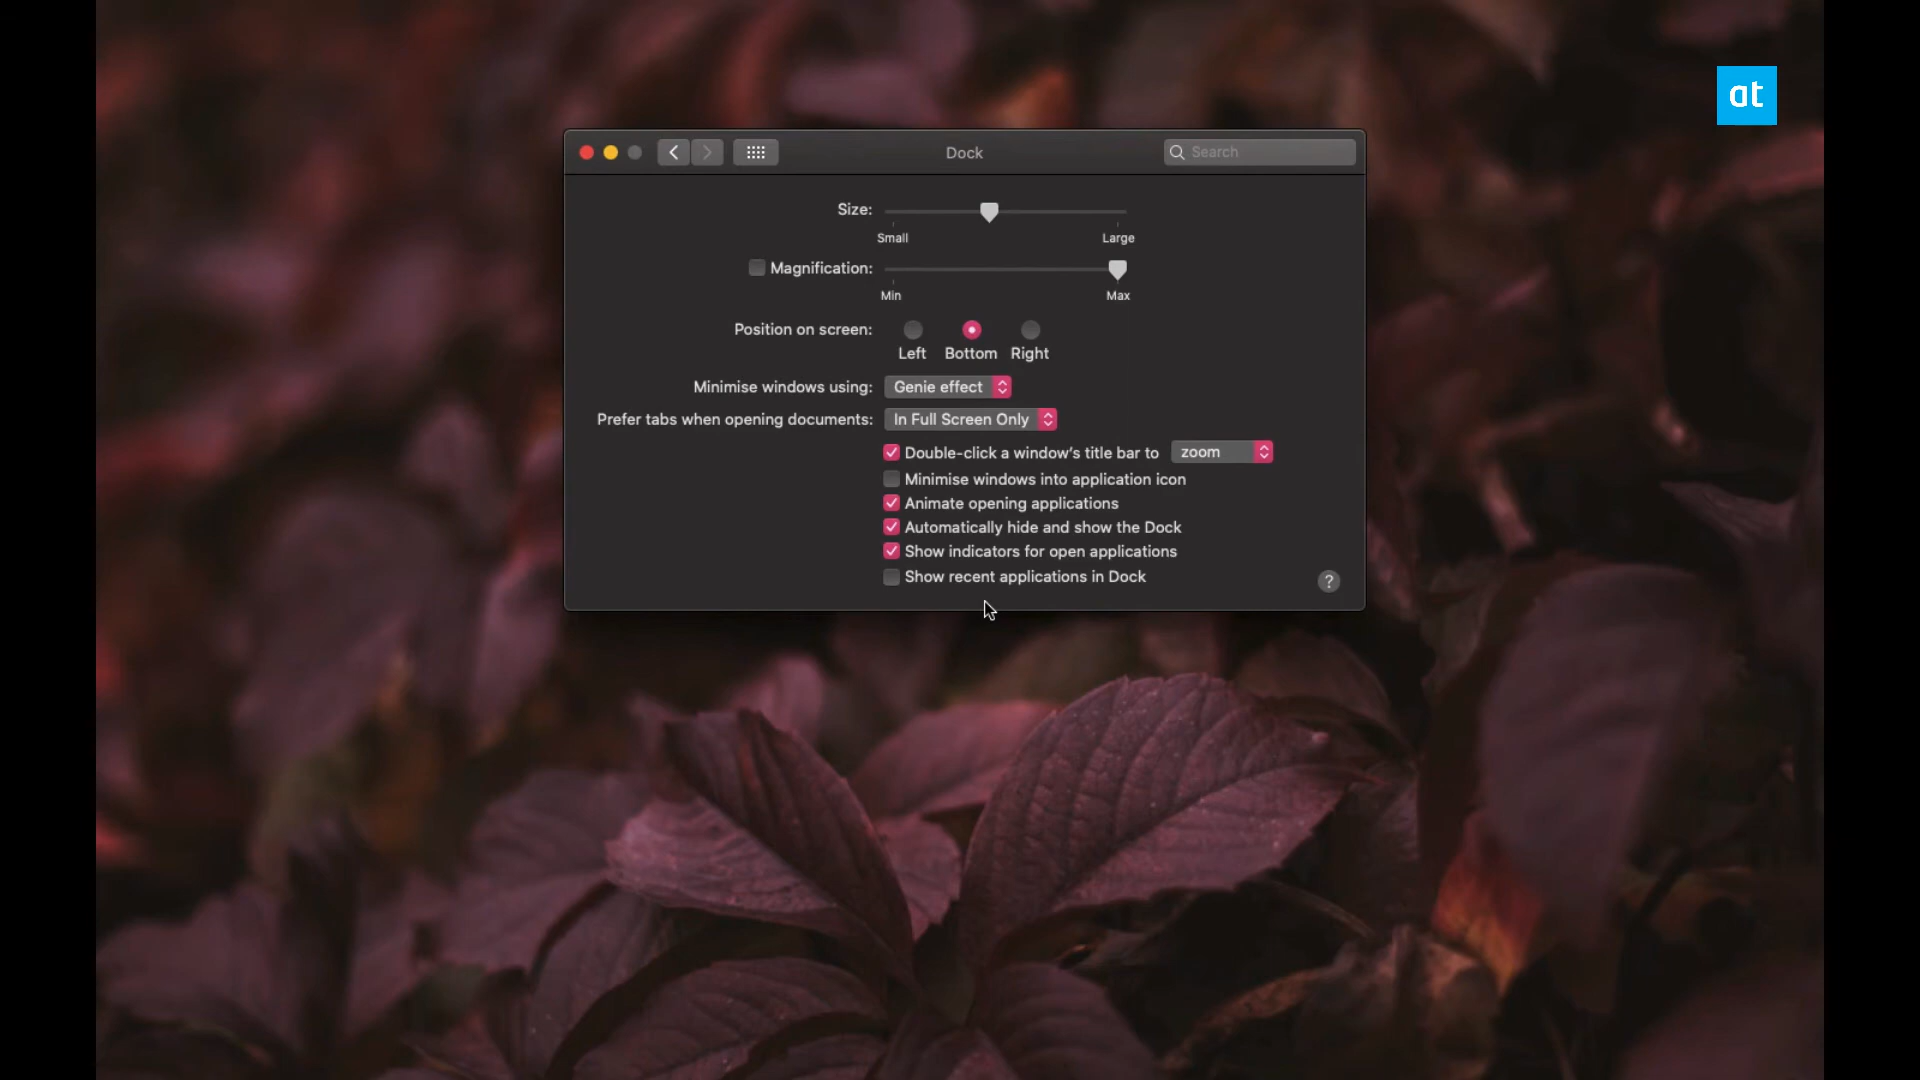 at
Dock
Search
Size:
Small Large
Magnification:
Min Max
Position on screen:
Left Bottom Right
Minimise windows using: Genie effect
Prefer tabs when opening documents: In Full Screen Only
Double-click a window's title bar to zoom
Minimise windows into application icon
Animate opening applications
Automatically hide and show the Dock
Show indicators for open applications
Show recent applications in Dock
?